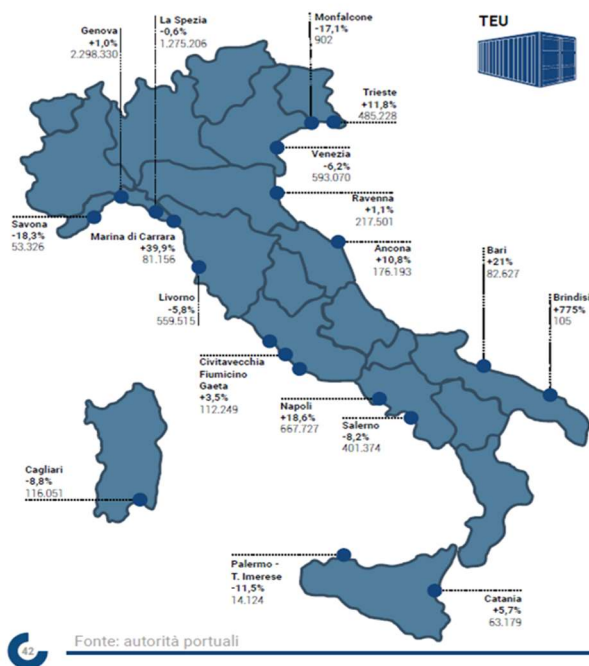 TEU
La Spezia
-0,6%
1.275.206
Genova
+1,0%
2.298.330
Monfalcone
-17,1%
902
Trieste
+11,8%
485.228
Venezia
-6,2%
593.070
Ravenna
+1,1%
217.501
Savona
-18,3%
53.326
Marina di Carrara
+39,9%
81.156
Ancona
+10,8%
176.193
Bari
+21%
82.627
Brindisi
+775%
105
Livorno
-5,8%
559.515
Civitavecchia
Fiumicino
Gaeta
+3,5%
112.249
Napoli
+18,6%
667.727
Salerno
-8,2%
401.374
Cagliari
-8,8%
116.051
Palermo -
T. Imerese
-11,5%
14.124
Catania
+5,7%
63.179
42
Fonte: autorità portuali